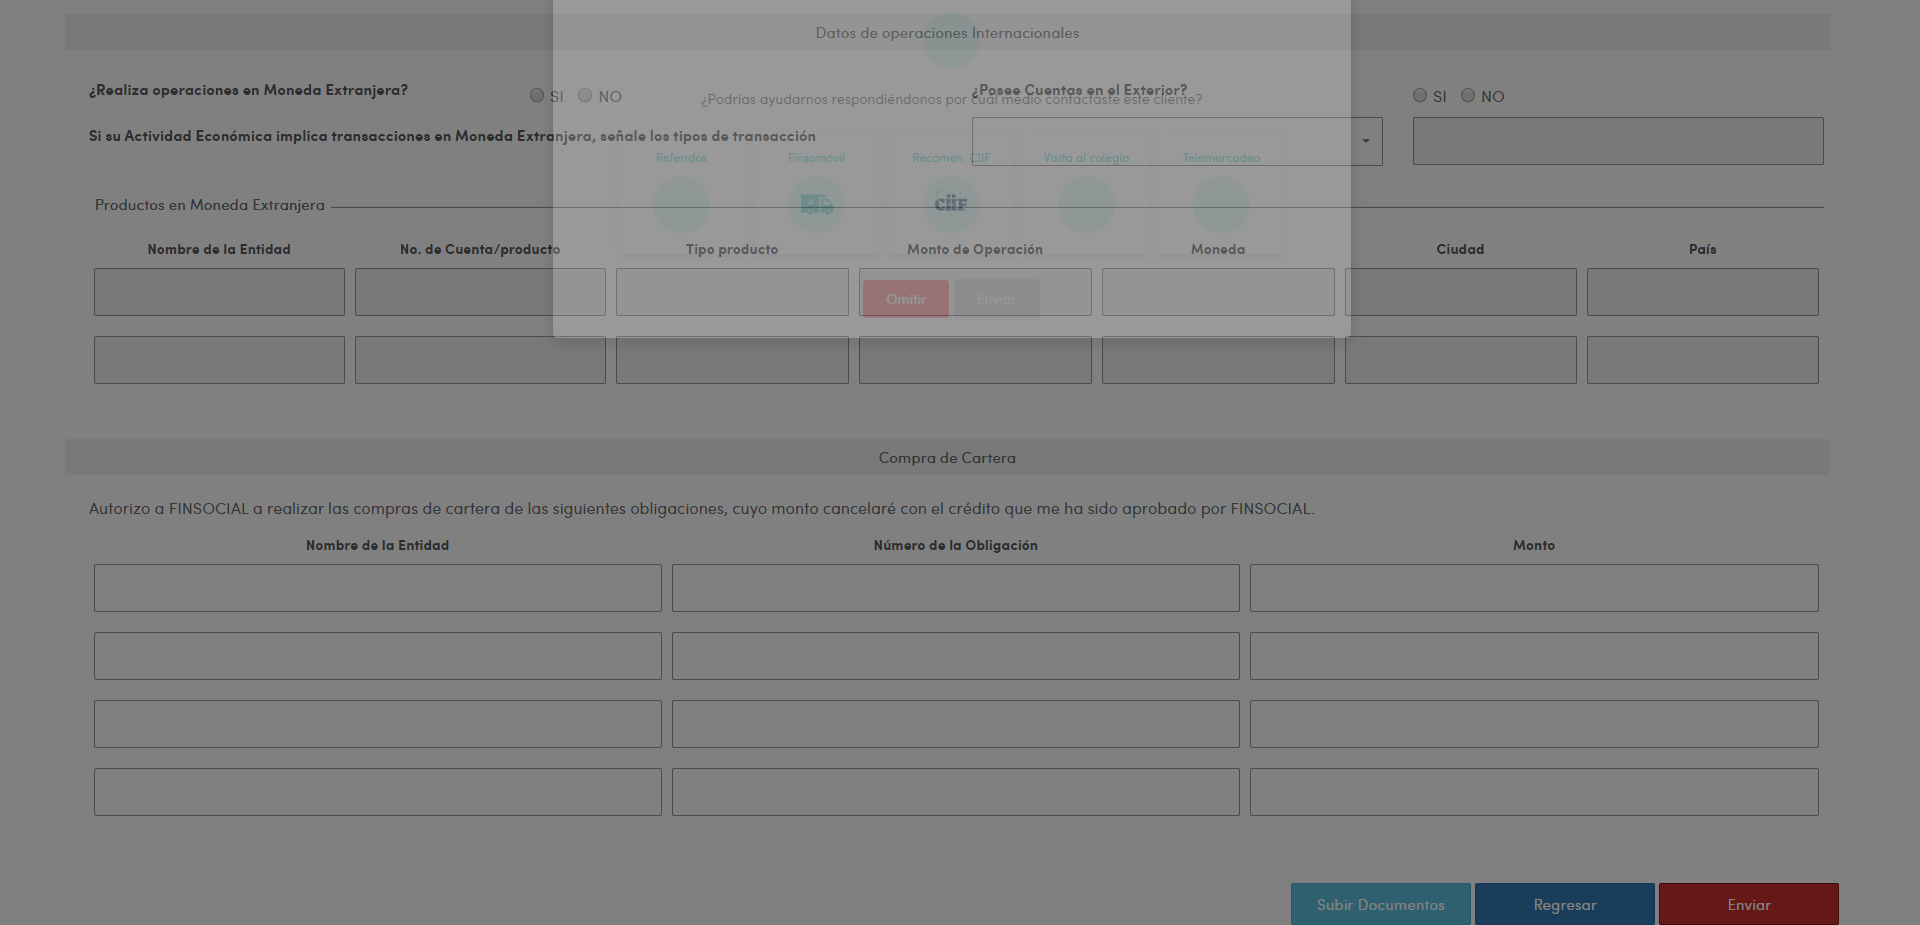 Datos de operaciones Internacionales
¿Realiza operaciones en Moneda Extranjera? SI NO
¿Posee Cuentas en el Exterior? SI NO
¿Podrías ayudarnos respondiéndonos por cuál medio contactaste este cliente?
Si su Actividad Económica implica transacciones en Moneda Extranjera, señale los tipos de transacción
Referidos Finsomóvil Recomen. CIIF Visita al colegio Telemercadeo
CIIF
Productos en Moneda Extranjera
Nombre de la Entidad No. de Cuenta/producto Tipo producto Monto de Operación Moneda Ciudad País
Omitir Enviar
Compra de Cartera
Autorizo a FINSOCIAL a realizar las compras de cartera de las siguientes obligaciones, cuyo monto cancelaré con el crédito que me ha sido aprobado por FINSOCIAL.
Nombre de la Entidad Número de la Obligación Monto
Subir Documentos Regresar Enviar